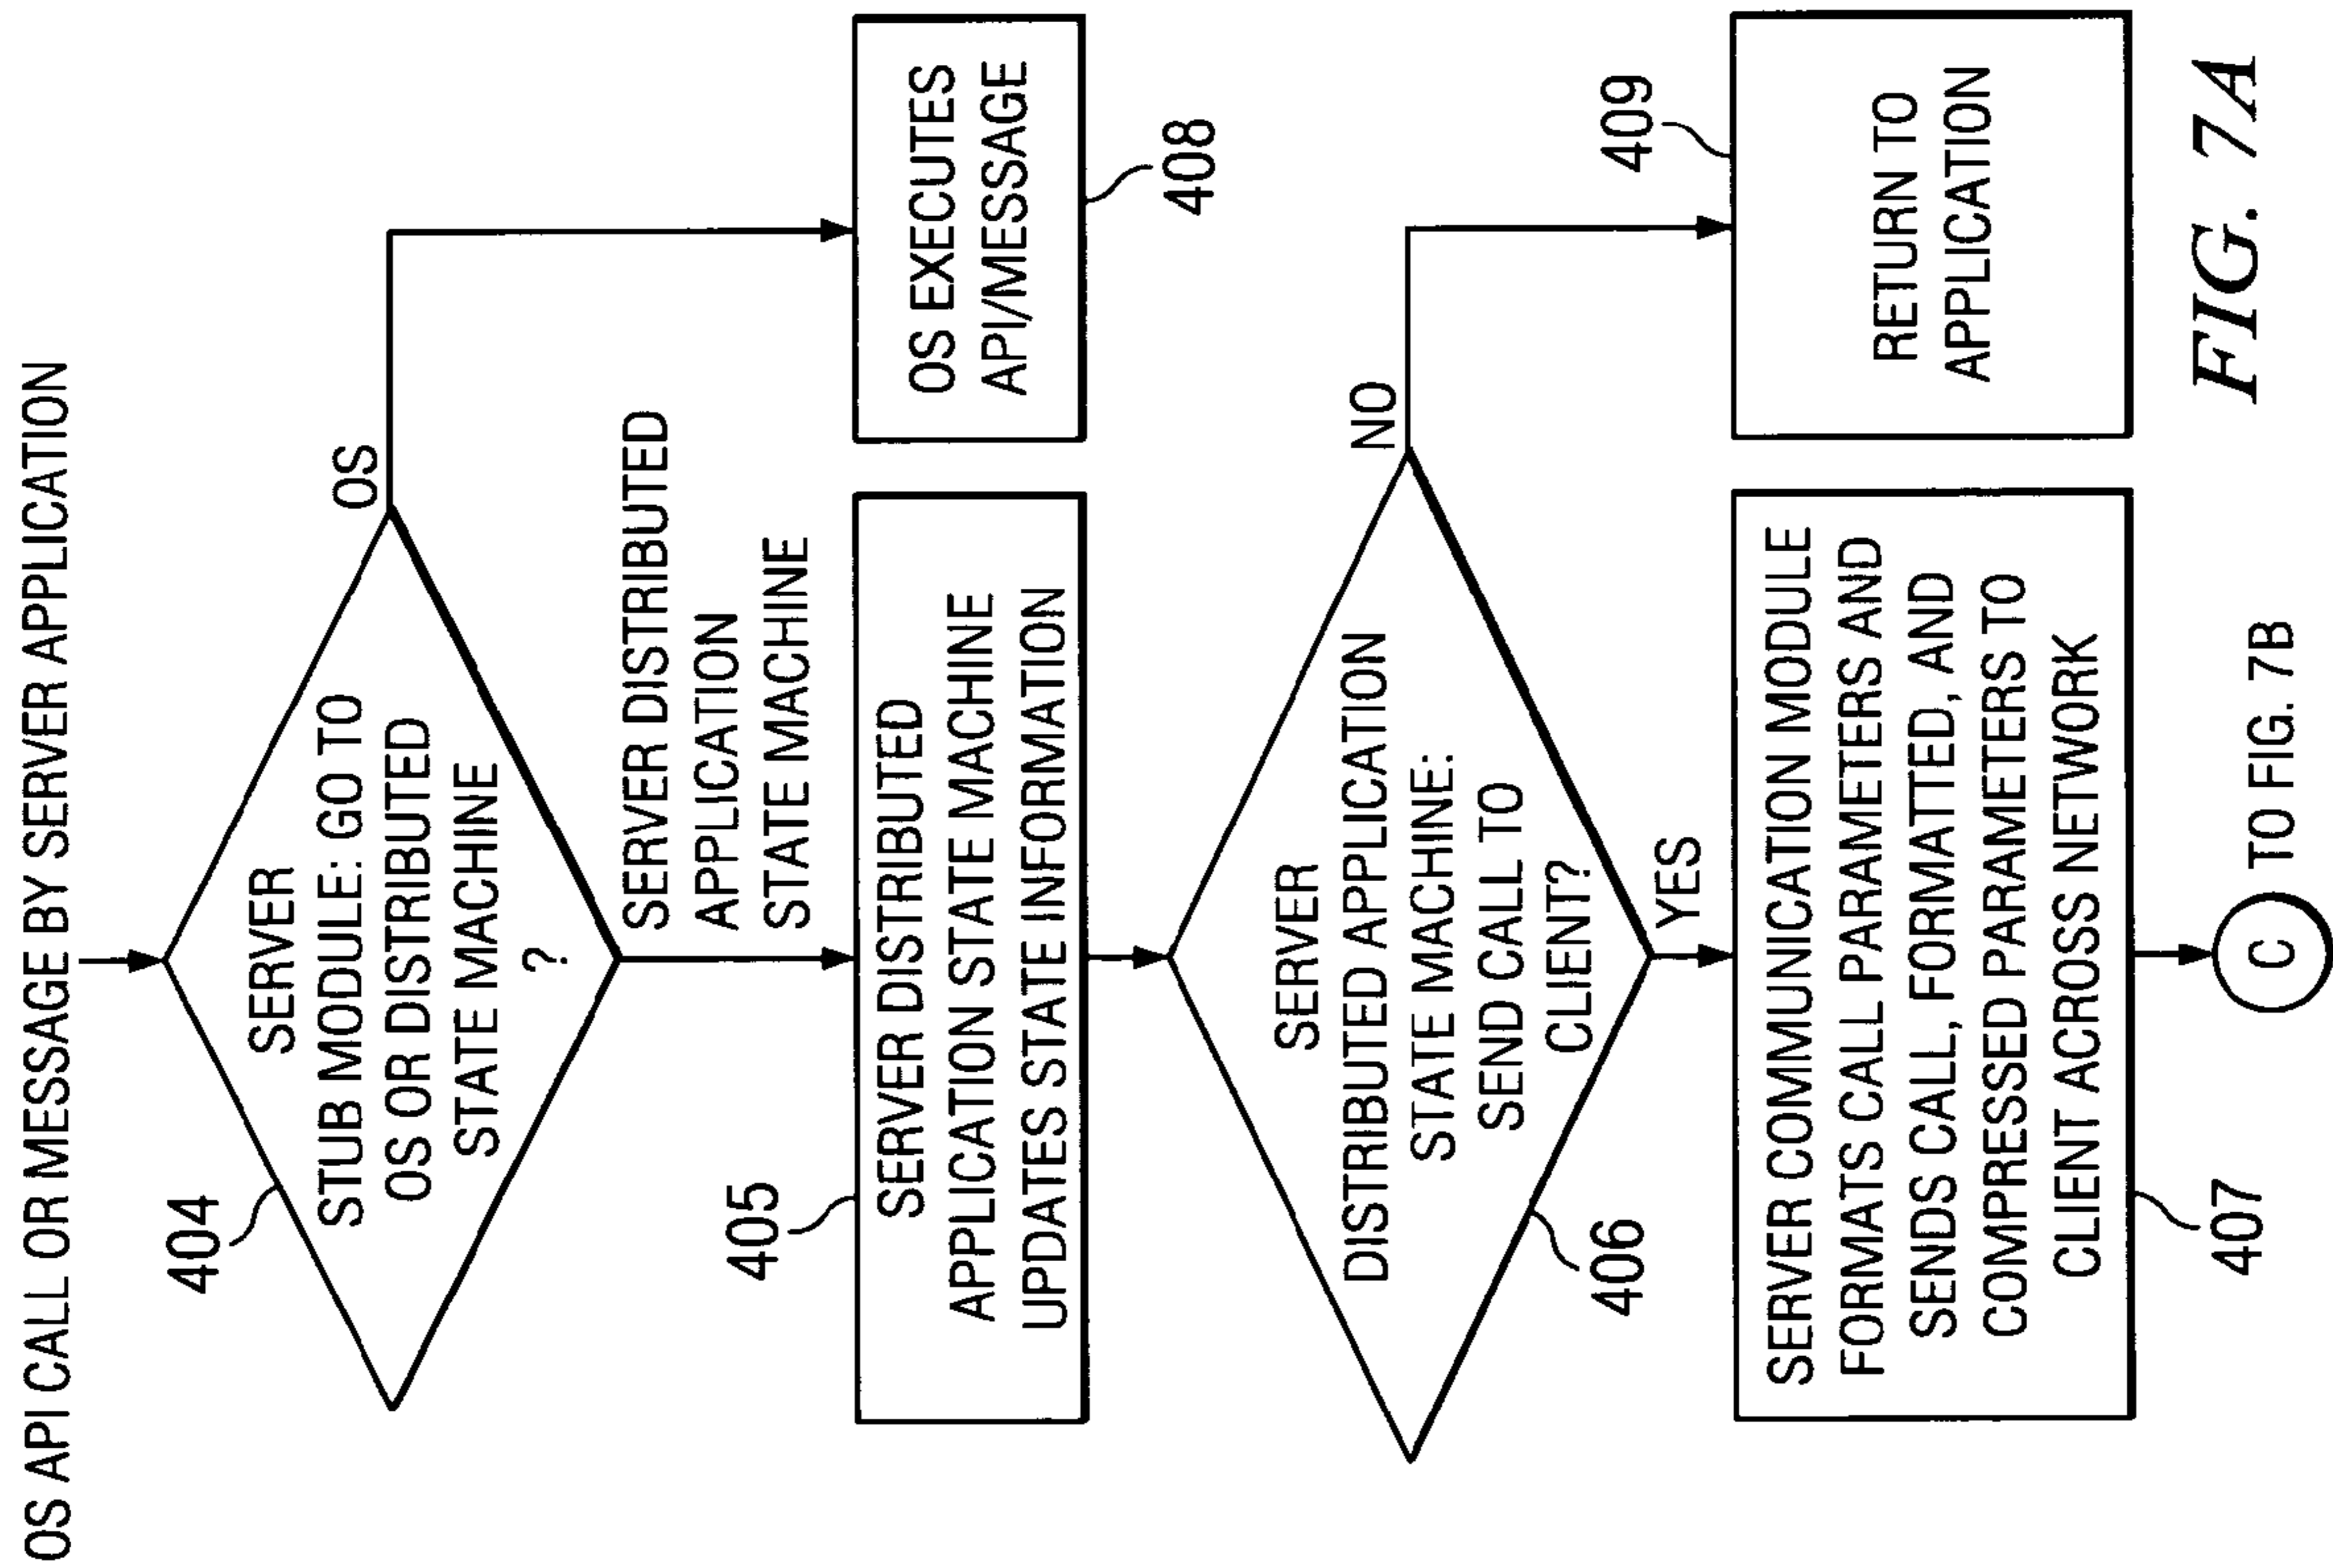 OS API CALL OR MESSAGE BY SERVER APPLICATION
404
SERVER
STUB MODULE: GO TO
OS OR DISTRIBUTED
STATE MACHINE
?
OS
SERVER DISTRIBUTED
APPLICATION
STATE MACHINE
405
SERVER DISTRIBUTED
APPLICATION STATE MACHINE
UPDATES STATE INFORMATION
OS EXECUTES
API/MESSAGE
408
SERVER
DISTRIBUTED APPLICATION
STATE MACHINE:
SEND CALL TO
CLIENT?
406
NO
YES
409
SERVER COMMUNICATION MODULE
FORMATS CALL PARAMETERS AND
SENDS CALL, FORMATTED, AND
COMPRESSED PARAMETERS TO
CLIENT ACROSS NETWORK
407
RETURN TO
APPLICATION
C TO FIG. 7B
FIG. 7A